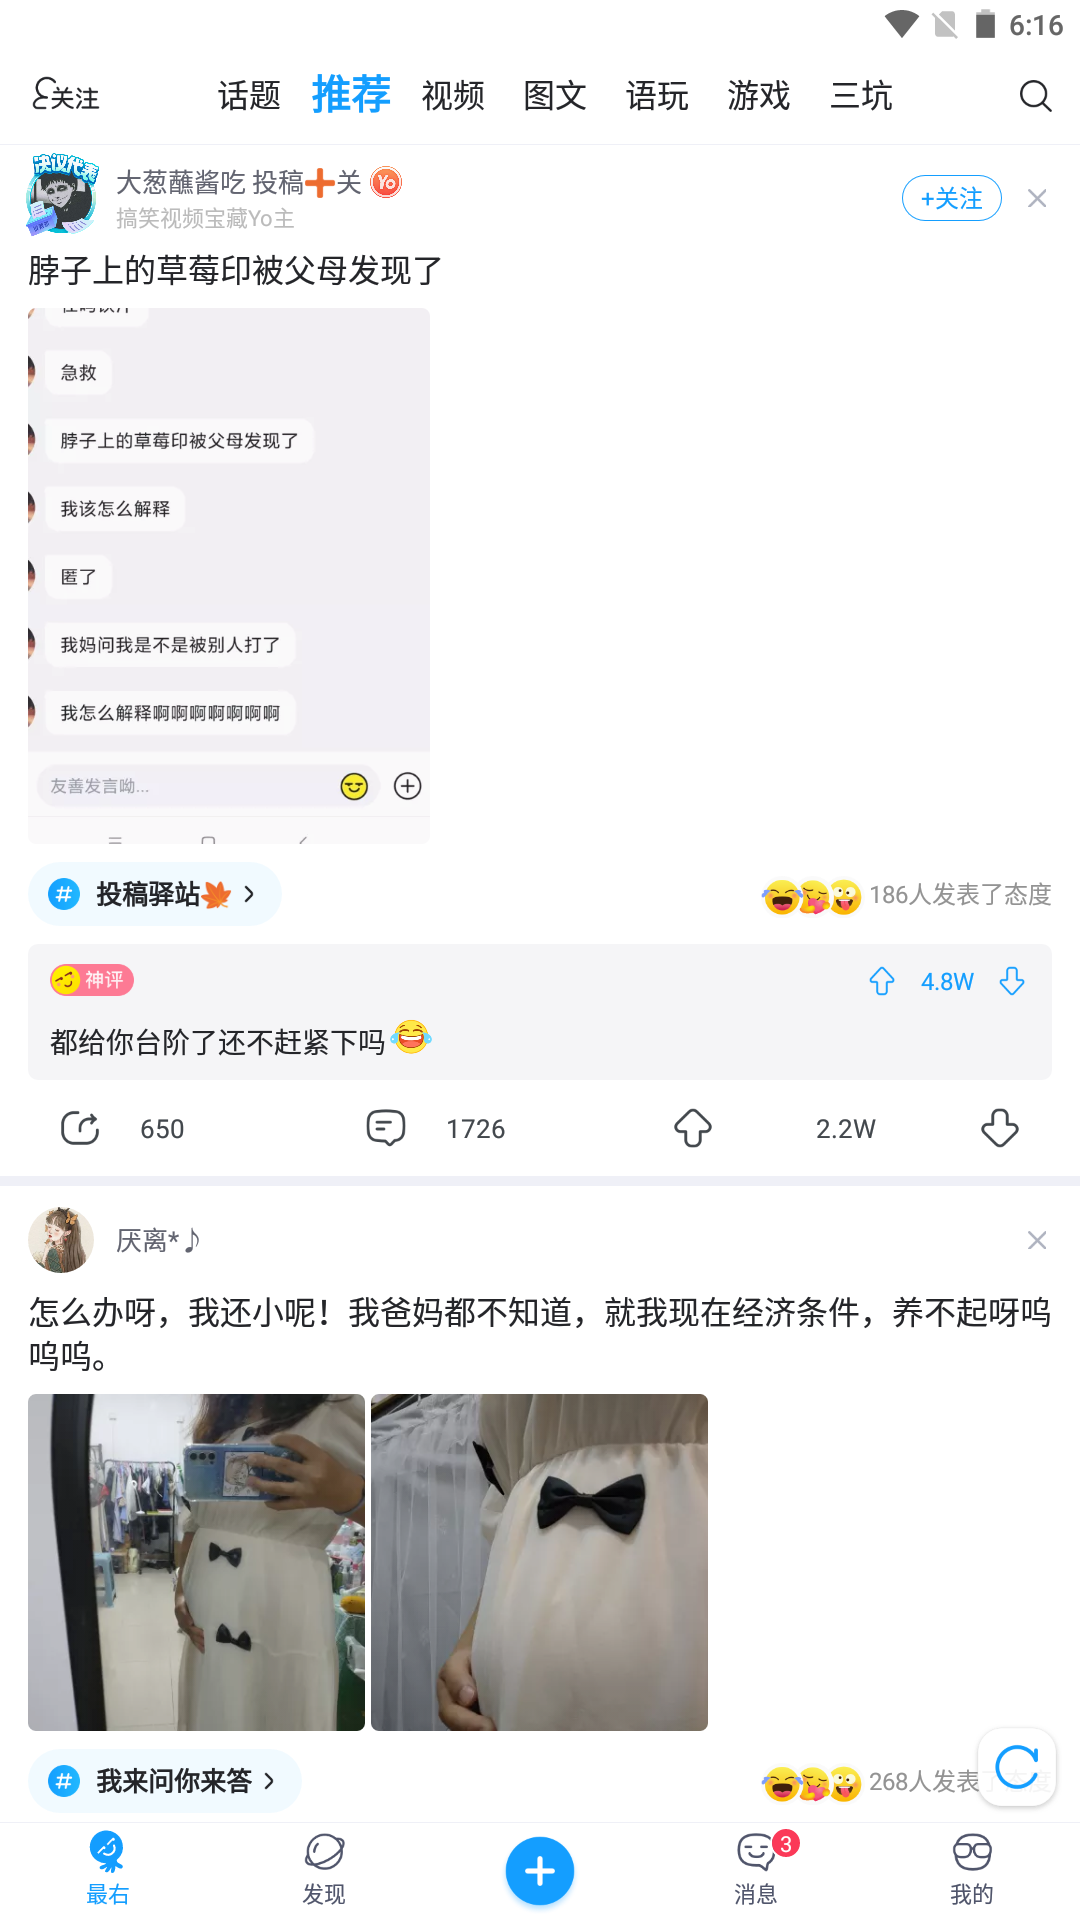 6:16
关注
话题 推荐 视频 图文 语玩 游戏 三坑
决议代表
大葱蘸酱吃 投稿➕关 Yo
搞笑视频宝藏Yo主
+关注
脖子上的草莓印被父母发现了
急救
脖子上的草莓印被父母发现了
我该怎么解释
匿了
我妈问我是不是被别人打了
我怎么解释啊啊啊啊啊啊啊
友善发言呦...
# 投稿驿站🍁 >
186人发表了态度
神评
4.8W
都给你台阶了还不赶紧下吗😂
650
1726
2.2W
厌离*♪
怎么办呀，我还小呢！我爸妈都不知道，就我现在经济条件，养不起呀呜
呜呜。
# 我来问你来答 >
268人发表了态度
3
最右 发现 消息 我的